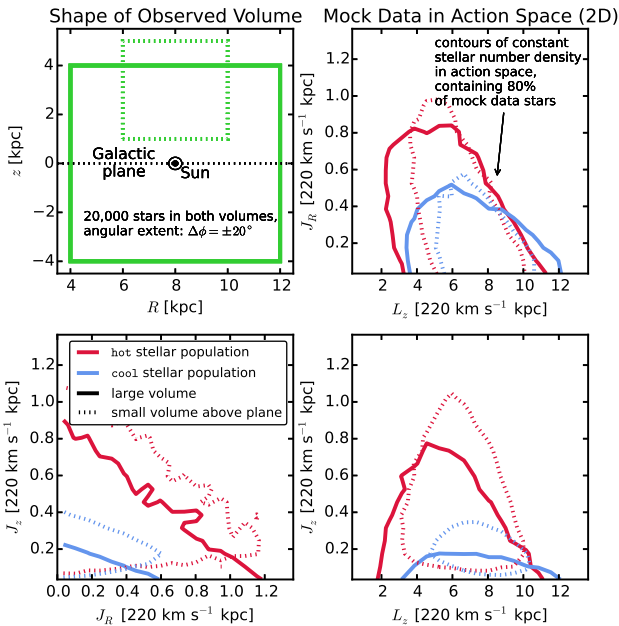 Shape of Observed Volume
Mock Data in Action Space (2D)
z [kpc]
4
2
0
−2
−4
Galactic
plane
Sun
20,000 stars in both volumes,
angular extent: Δϕ = ±20°
4 6 8 10 12
R [kpc]
J_R [220 km s⁻¹ kpc]
1.2
1.0
0.8
0.6
0.4
0.2
contours of constant
stellar number density
in action space,
containing 80%
of mock data stars
2 4 6 8 10 12
L_z [220 km s⁻¹ kpc]
J_z [220 km s⁻¹ kpc]
1.2
1.0
0.8
0.6
0.4
0.2
hot stellar population
cool stellar population
large volume
small volume above plane
0.0 0.2 0.4 0.6 0.8 1.0 1.2
J_R [220 km s⁻¹ kpc]
J_z [220 km s⁻¹ kpc]
1.2
1.0
0.8
0.6
0.4
0.2
2 4 6 8 10 12
L_z [220 km s⁻¹ kpc]